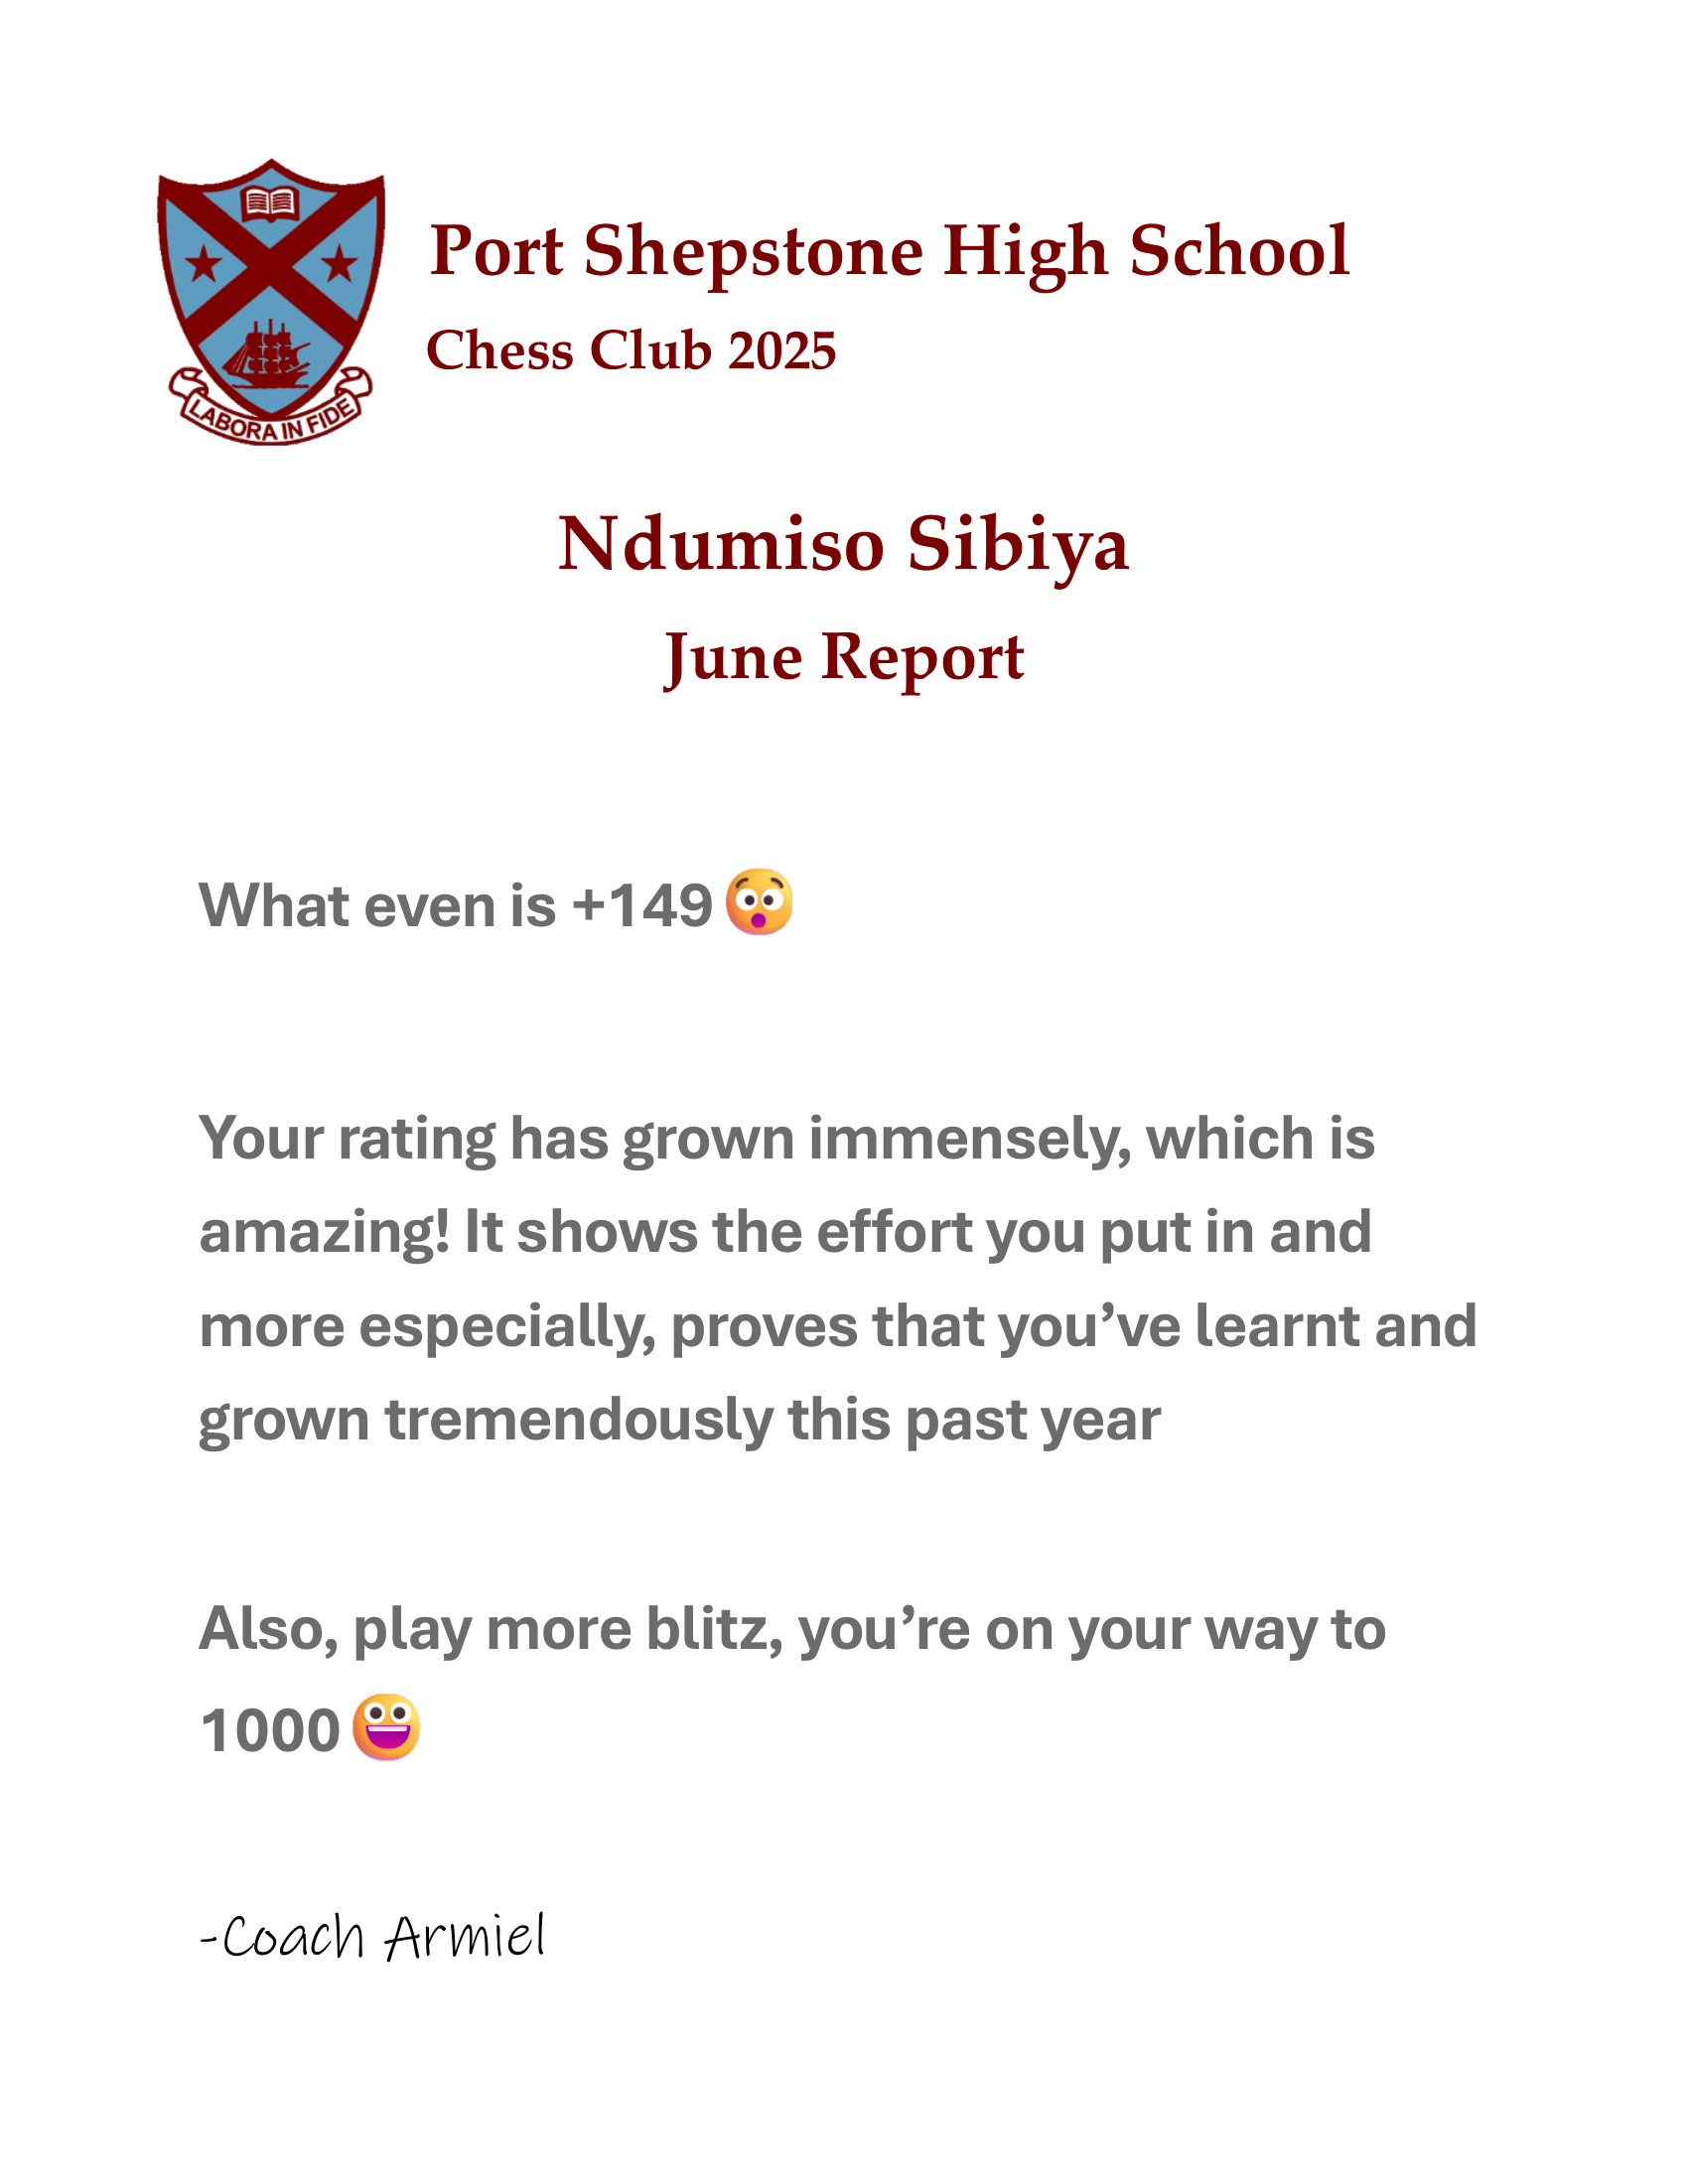 Port Shepstone High School
Chess Club 2025
LABORA IN FIDE
Ndumiso Sibiya
June Report
What even is +149 😯
Your rating has grown immensely, which is
amazing! It shows the effort you put in and
more especially, proves that you’ve learnt and
grown tremendously this past year
Also, play more blitz, you’re on your way to
1000 😀
-Coach Armiel